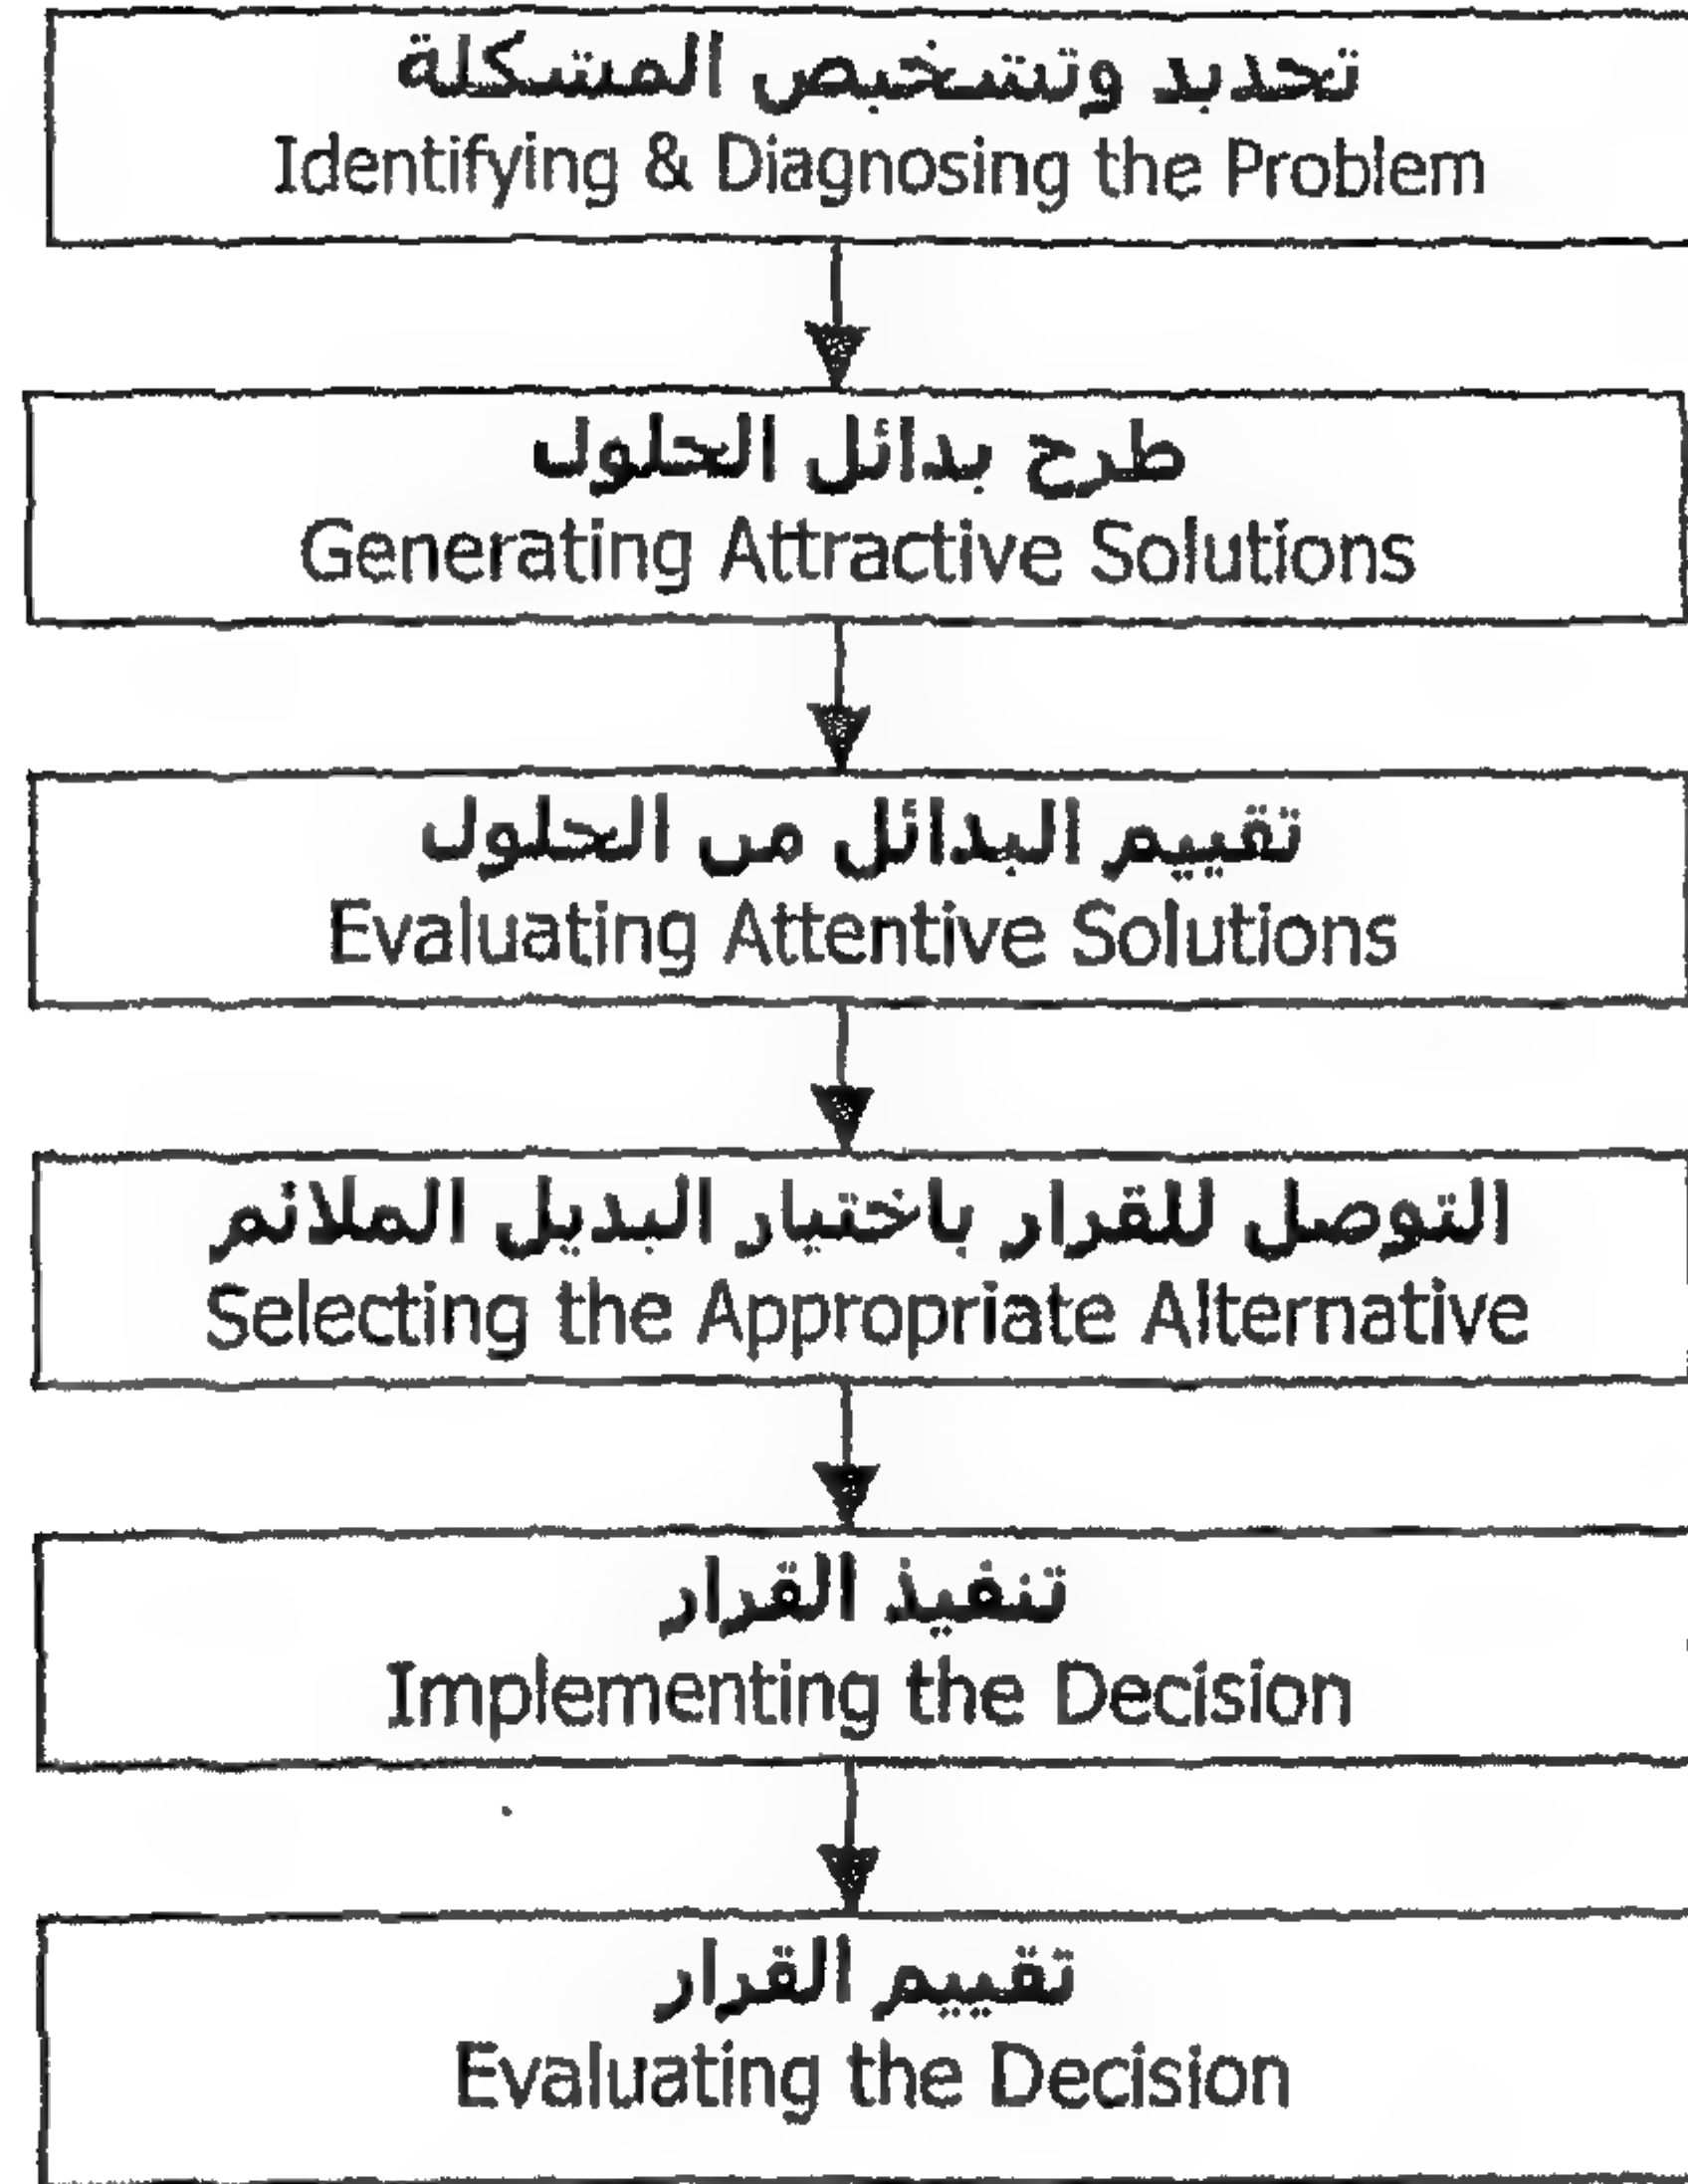 تحديد وتشخيص المشكلة
Identifying & Diagnosing the Problem
طرح بدائل الحلول
Generating Attractive Solutions
تقييم البدائل من الحلول
Evaluating Attentive Solutions
التوصل للقرار باختيار البديل الملائم
Selecting the Appropriate Alternative
تنفيذ القرار
Implementing the Decision
تقييم القرار
Evaluating the Decision